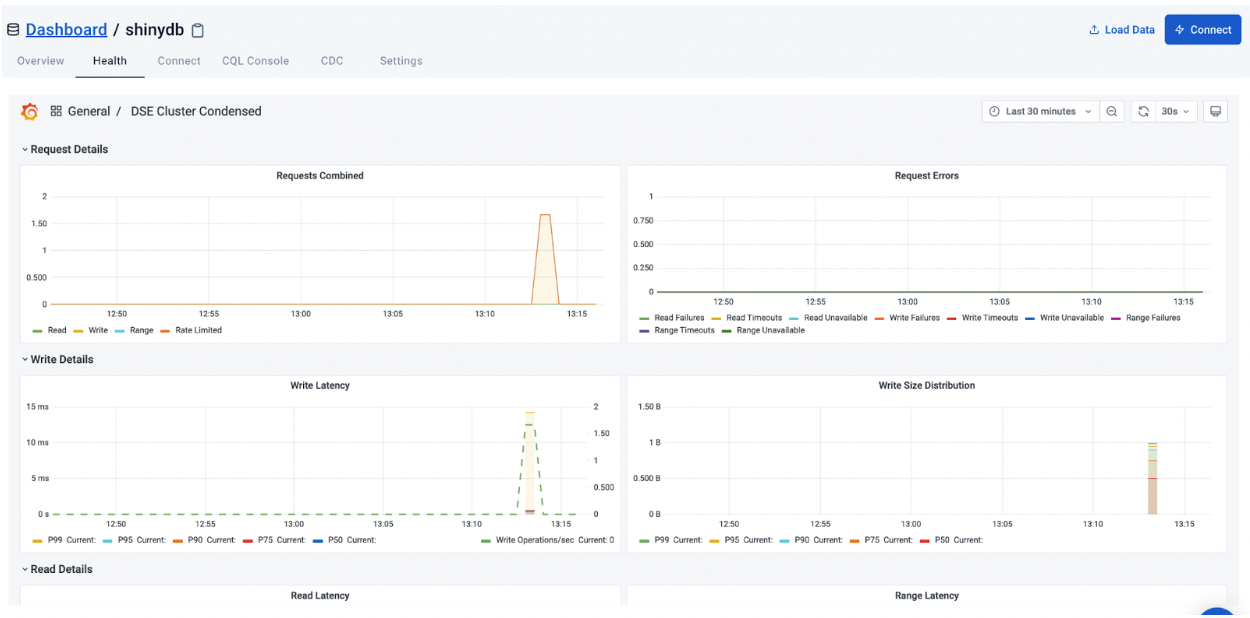 Dashboard / shinydb
Load Data
Connect
Overview Health Connect CQL Console CDC Settings
General / DSE Cluster Condensed
Last 30 minutes
30s
Request Details
Requests Combined
2
1.50
1
0.500
0
12:50 12:55 13:00 13:05 13:10 13:15
Read Write Range Rate Limited
Request Errors
1
0.750
0.500
0.250
0
12:50 12:55 13:00 13:05 13:10 13:15
Read Failures Read Timeouts Read Unavailable Write Failures Write Timeouts Write Unavailable Range Failures
Range Timeouts Range Unavailable
Write Details
Write Latency
15 ms 2
1.50
10 ms
1
5 ms
0.500
0 s 0
12:50 12:55 13:00 13:05 13:10 13:15
P99 Current: P95 Current: P90 Current: P75 Current: P50 Current: Write Operations/sec Current: 0
Write Size Distribution
1.50 B
1 B
0.500 B
0 B
12:50 12:55 13:00 13:05 13:10 13:15
P99 Current: P95 Current: P90 Current: P75 Current: P50 Current:
Read Details
Read Latency
Range Latency